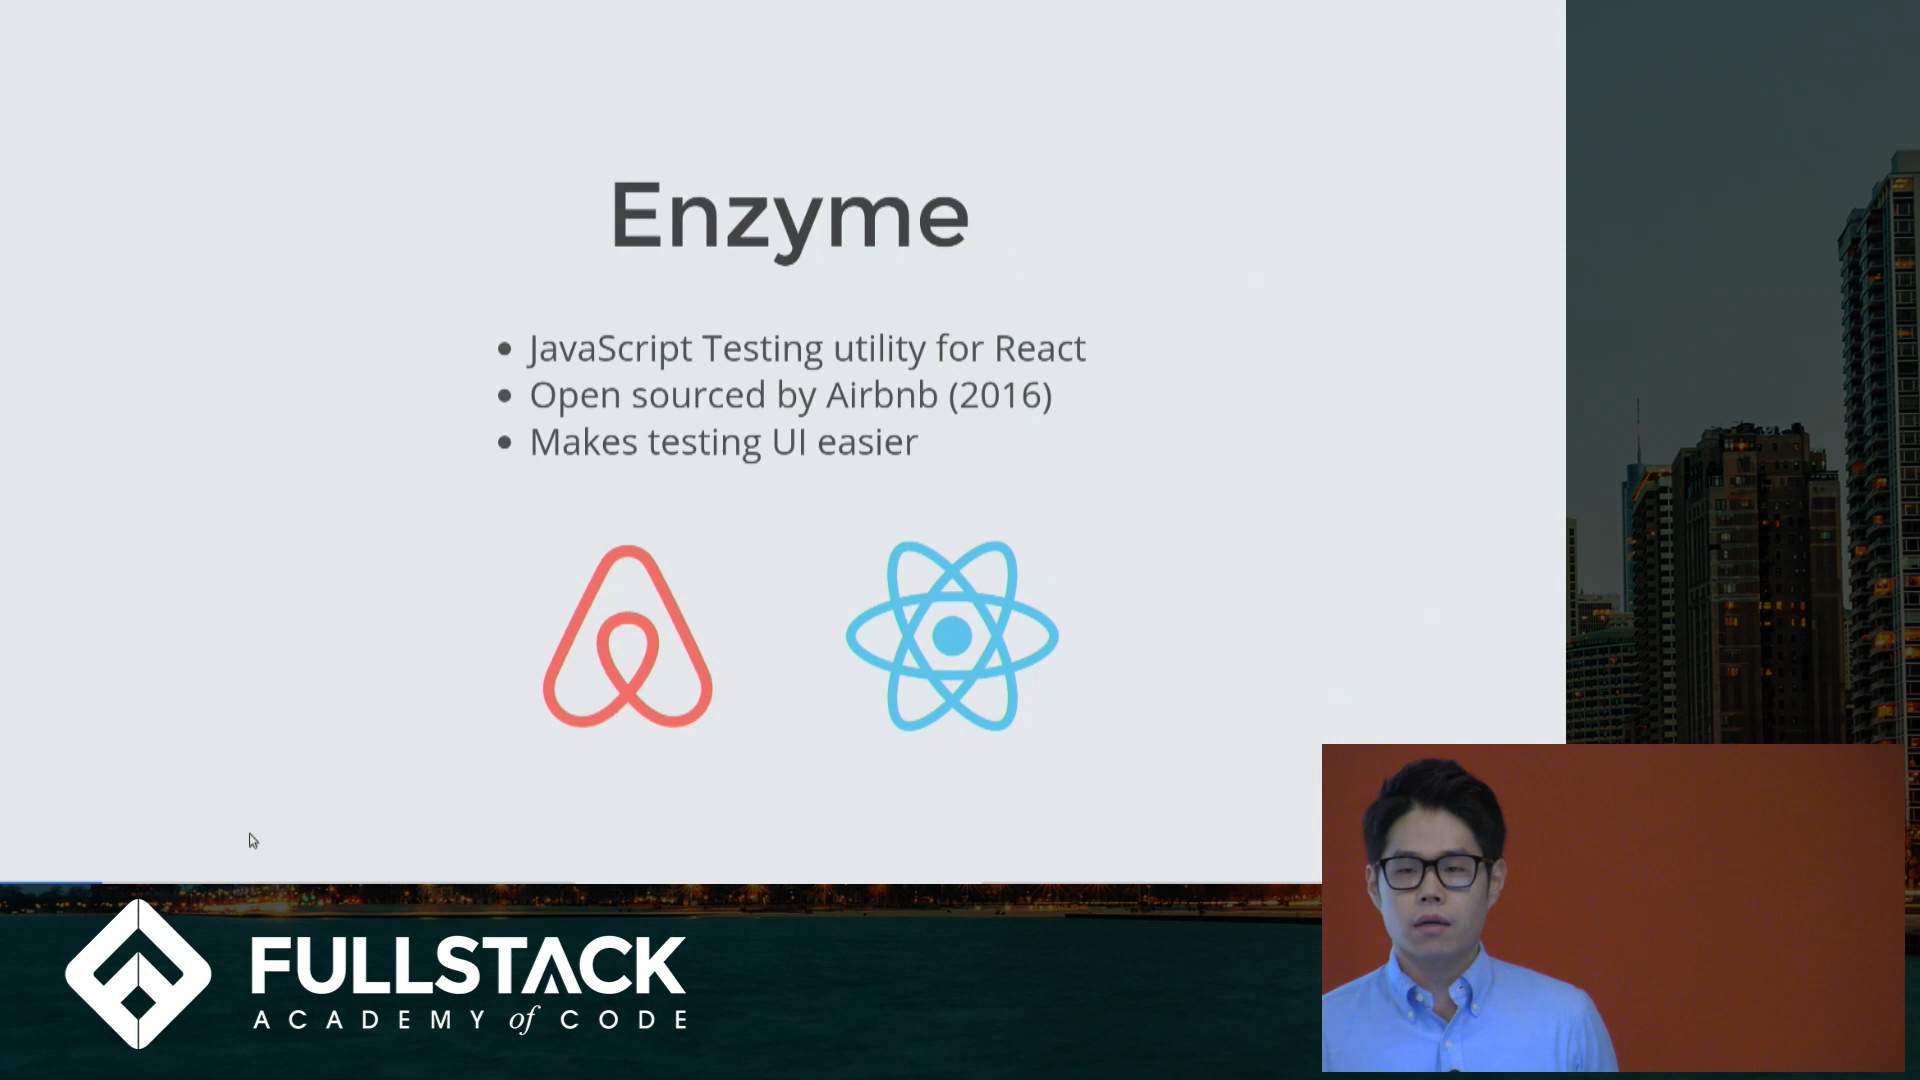 Enzyme
JavaScript Testing utility for React
Open sourced by Airbnb (2016)
Makes testing UI easier
FULLSTACK
ACADEMY of CODE